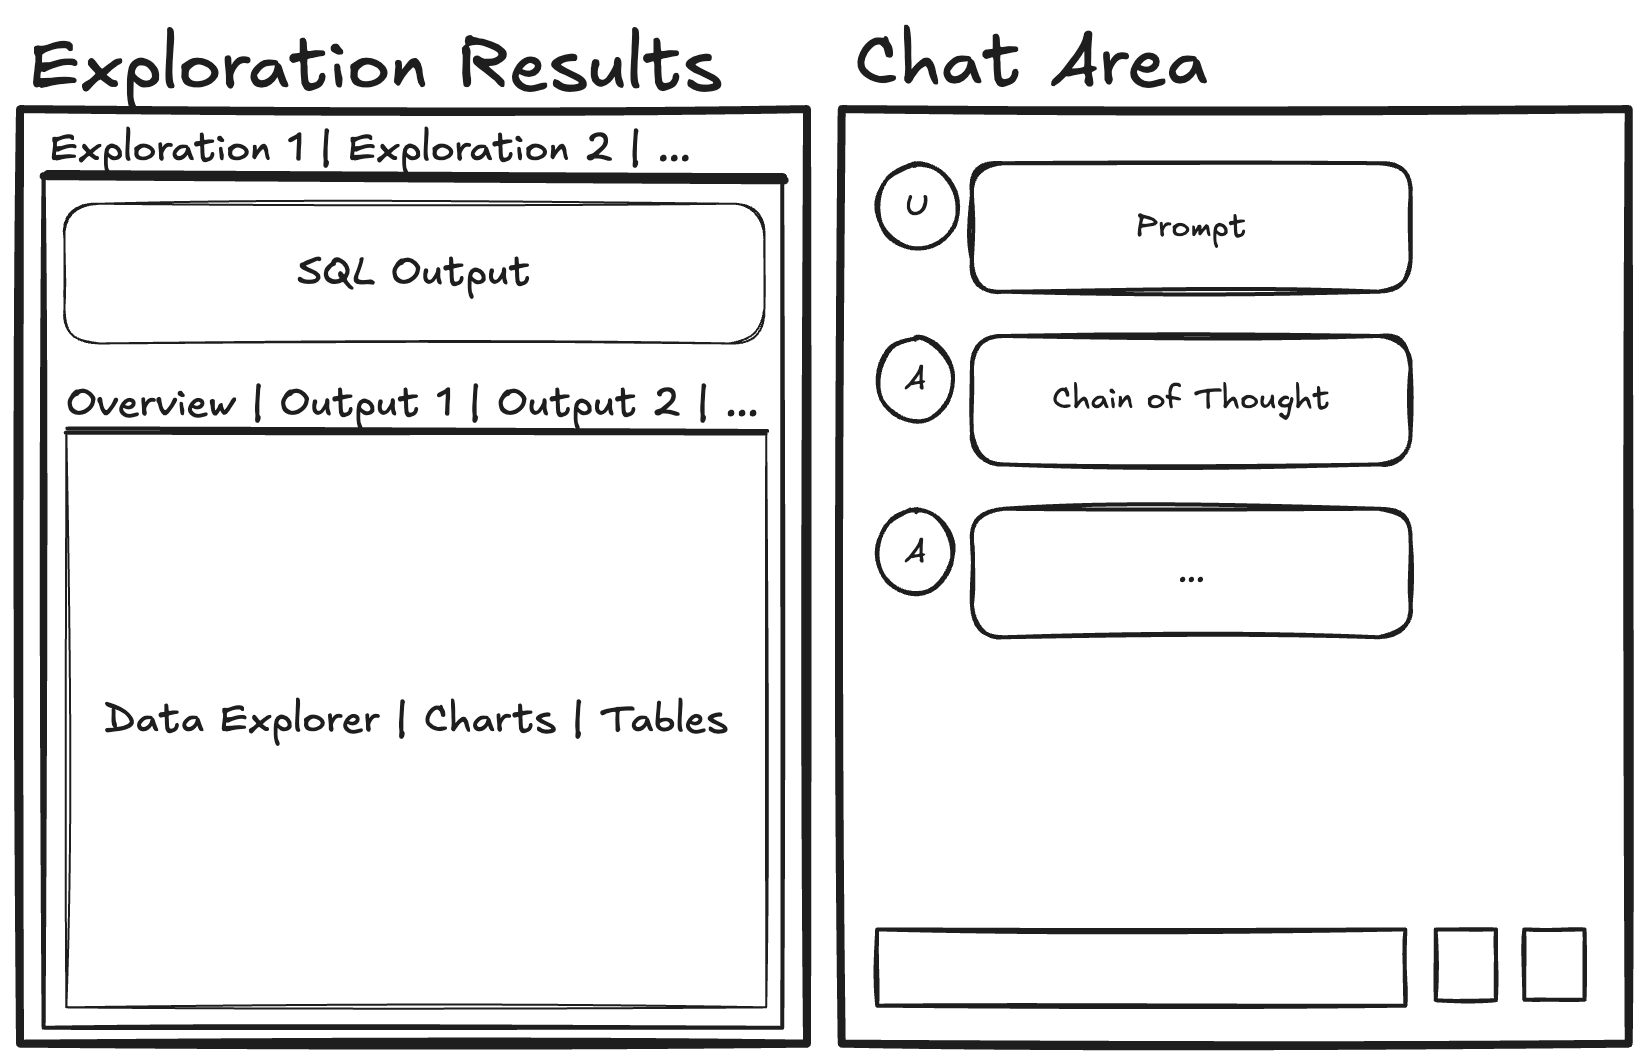 Exploration Results
Exploration 1 | Exploration 2 | ...
SQL Output
Overview | Output 1 | Output 2 | ...
Data Explorer | Charts | Tables
Chat Area
U
Prompt
A
Chain of Thought
A
...